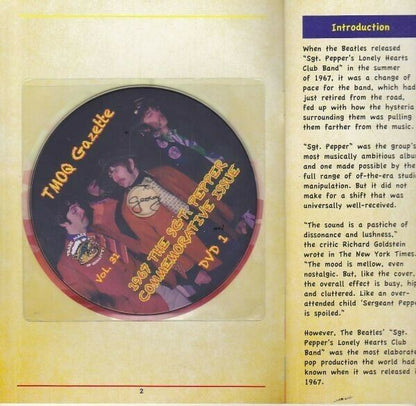 TMOQ Gazette
Vol. 31
1967 THE SGT. PEPPER
COMMEMORATIVE ISSUE
DVD 1
2
Introduction
When the Beatles released
"Sgt. Pepper's Lonely Hearts
Club Band" in the summer
of 1967, it was a change of
pace for the band, which had
just retired from the road,
fed up with how the hysteria
surrounding them was pulling
them farther from the music.
"Sgt. Pepper" was the group's
most musically ambitious
and one made possible by the
full range of of-the-era studio
manipulation. But it did not
make for a shift that was
universally well-received.
"The sound is a pastiche of
dissonance and lushness,"
the critic Richard Goldstein
wrote in The New York Times.
"The mood is mellow, even
nostalgic. But, like the cover,
the overall effect is busy, hip
and cluttered. Like an over-
attended child 'Sergeant
is spoiled."
However, The Beatles' "Sgt.
Pepper's Lonely Hearts Club
Band" was the most elaborate
pop production the world had
known when it was released in
1967.